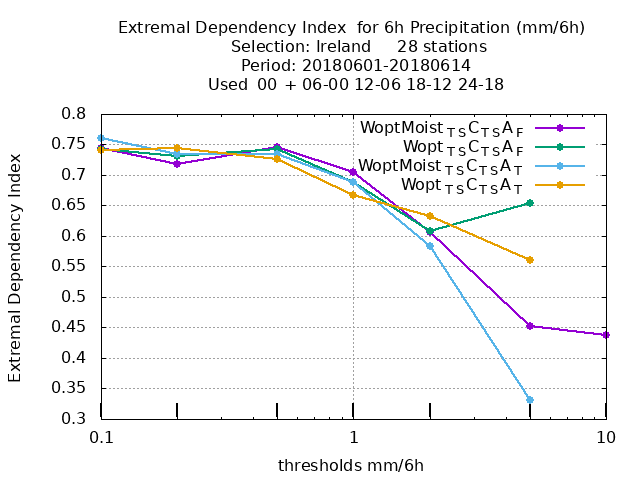 Extremal Dependency Index  for 6h Precipitation (mm/6h)
Selection: Ireland     28 stations
Period: 20180601-20180614
Used  00 + 06-00 12-06 18-12 24-18
WoptMoist TS C TS A F
Wopt TS C TS A F
WoptMoist TS C TS A T
Wopt TS C TS A T
Extremal Dependency Index
0.8
0.75
0.7
0.65
0.6
0.55
0.5
0.45
0.4
0.35
0.3
0.1 1 10
thresholds mm/6h